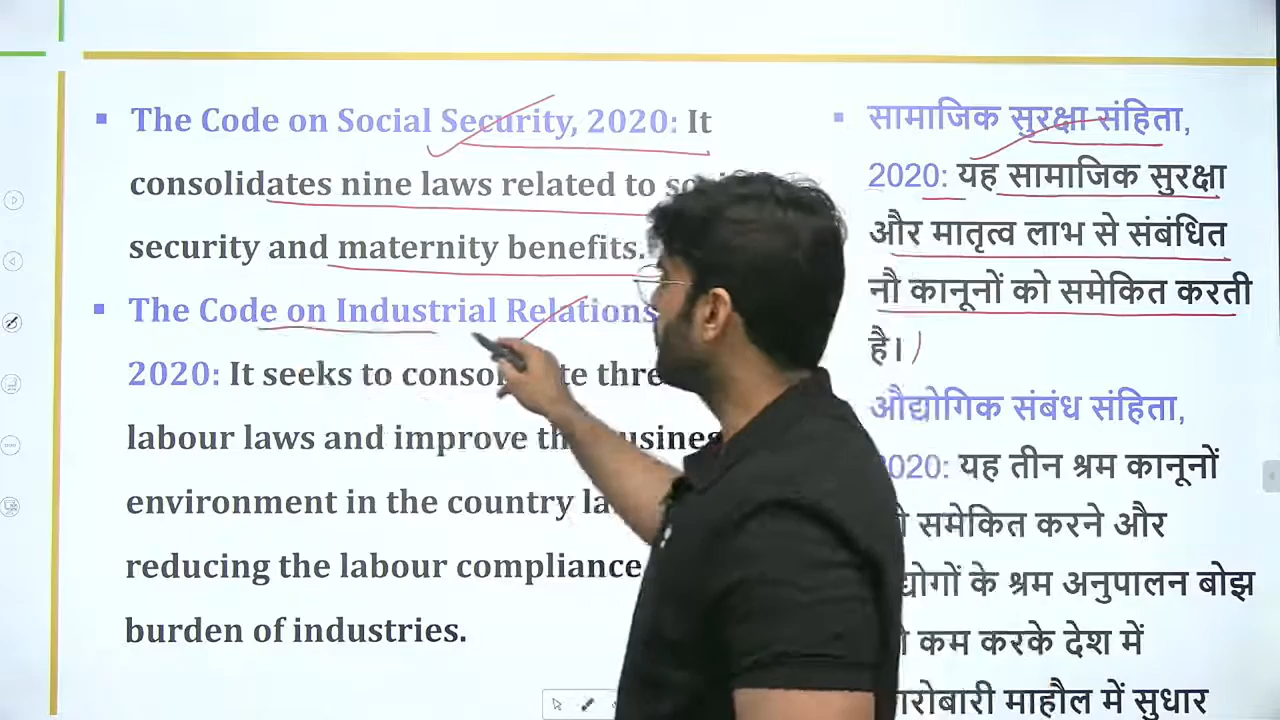 The Code on Social Security, 2020: It
consolidates nine laws related to
security and maternity benefits.
The Code on Industrial Relations
2020: It seeks to three
labour laws and improve the
environment in the country
reducing the labour compliance
burden of industries.
सामाजिक सुरक्षा संहिता,
2020: यह सामाजिक सुरक्षा
और मातृत्व लाभ से संबंधित
नौ कानूनों को समेकित करती
है।
औद्योगिक संबंध संहिता,
2020: यह तीन श्रम कानूनों
समेकित करने और
के श्रम अनुपालन बोझ
कम करके देश में
माहौल में सुधार